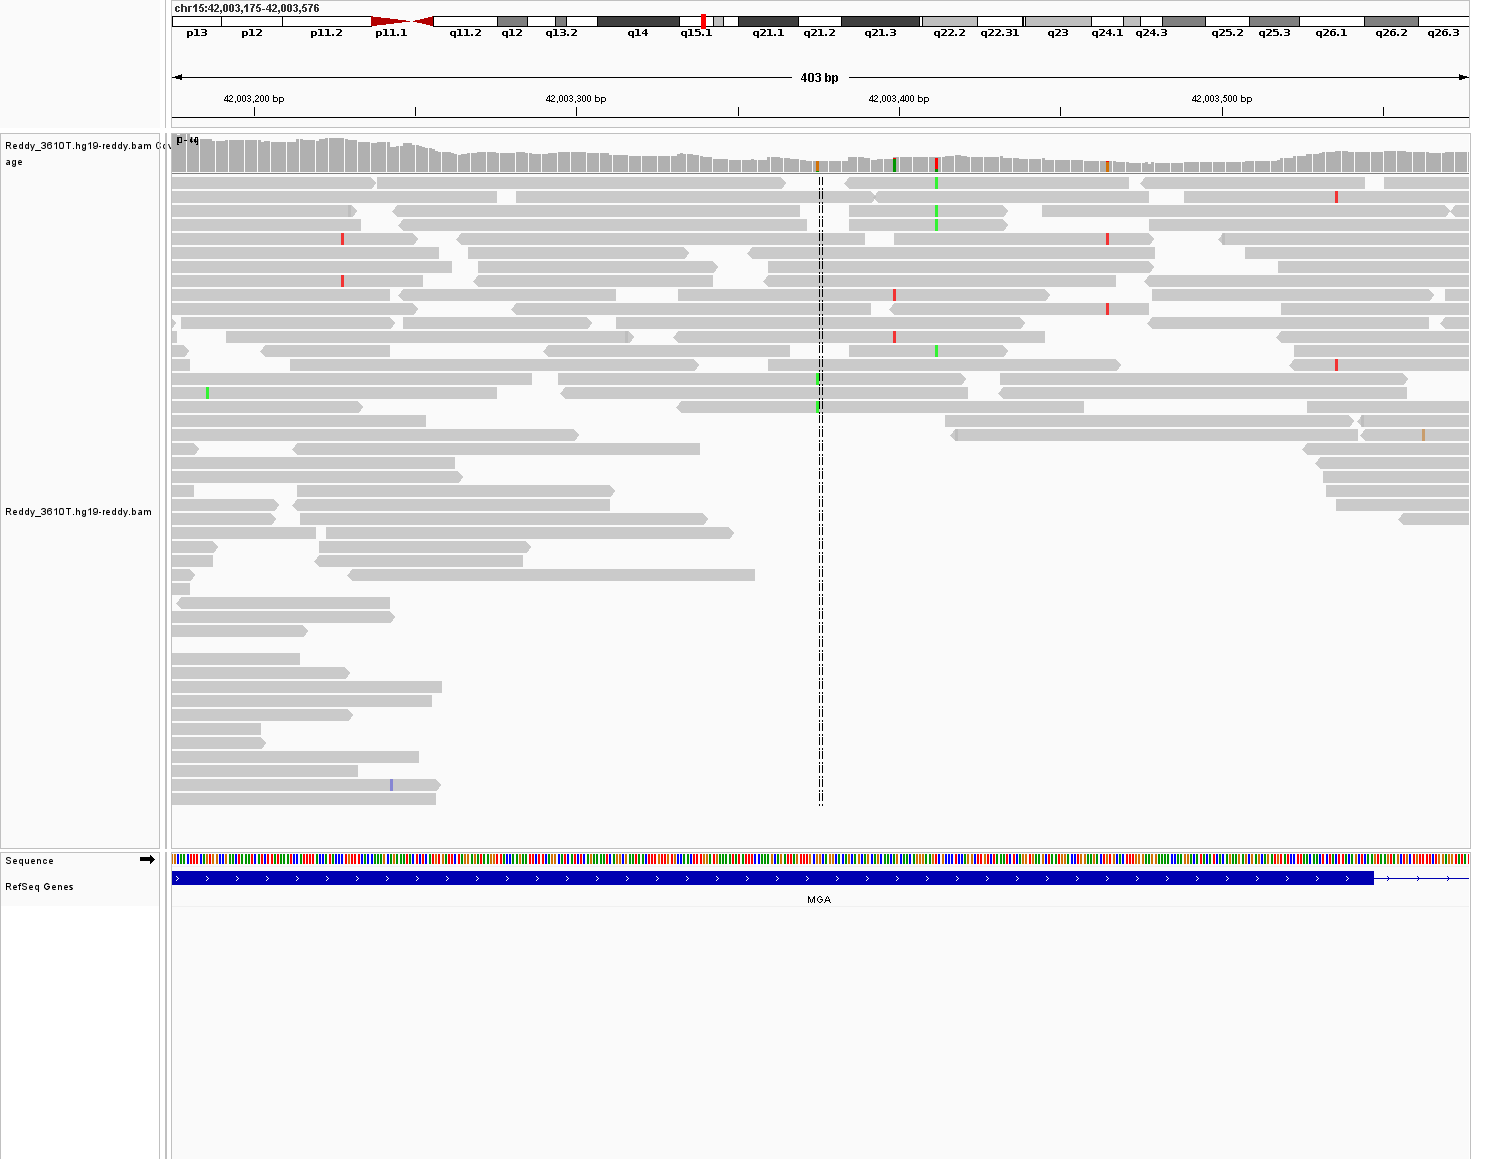 chr15:42,003,175-42,003,576
p13 p12 p11.2 p11.1 q11.2 q12 q13.2 q14 q15.1 q21.1 q21.2 q21.3 q22.2 q22.31 q23 q24.1 q24.3 q25.2 q25.3 q26.1 q26.2 q26.3
403 bp
42,003,200 bp 42,003,300 bp 42,003,400 bp 42,003,500 bp
Reddy_3610T.hg19-reddy.bam Cov
age
Reddy_3610T.hg19-reddy.bam
Sequence
RefSeq Genes
MGA